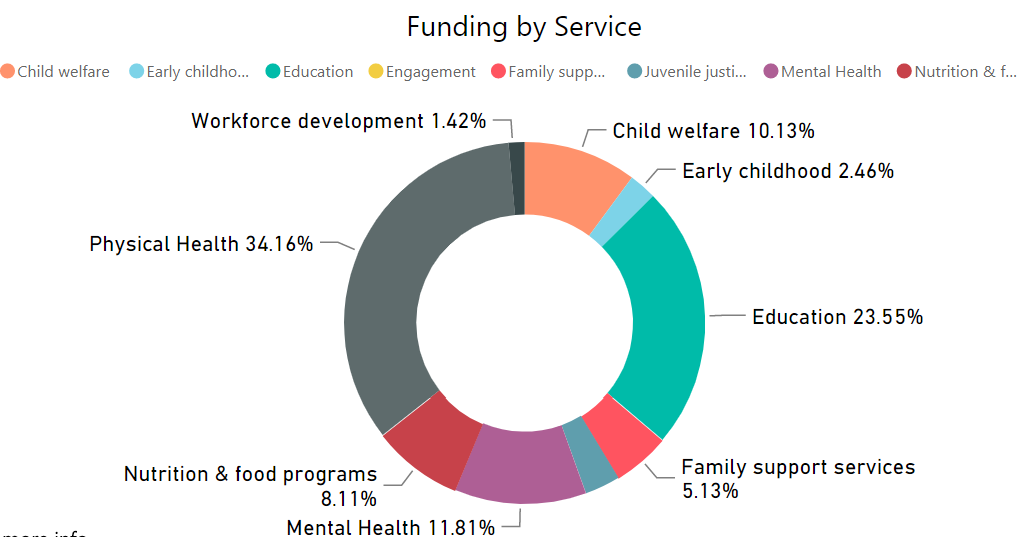 Funding by Service
Child welfare Early childho... Education Engagement Family supp... Juvenile justi... Mental Health Nutrition & f...
Workforce development 1.42%
Child welfare 10.13%
Early childhood 2.46%
Physical Health 34.16%
Education 23.55%
Family support services
5.13%
Nutrition & food programs
8.11%
Mental Health 11.81%
more info